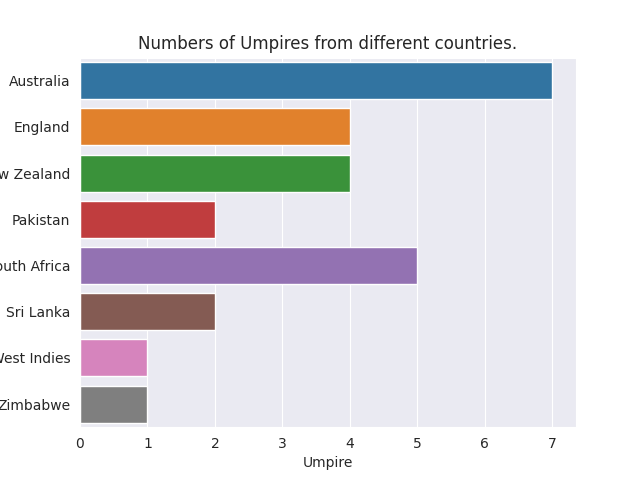 Numbers of Umpires from different countries.
Australia
England
w Zealand
Pakistan
outh Africa
Sri Lanka
West Indies
Zimbabwe
0 1 2 3 4 5 6 7
Umpire